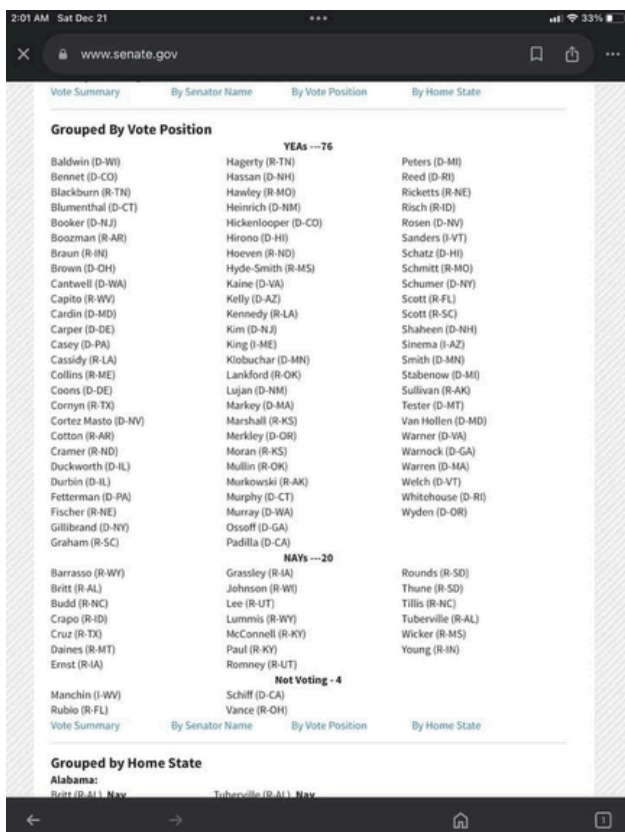 2:01 AM Sat Dec 21 33%
www.senate.gov
Vote Summary By Senator Name By Vote Position By Home State
Grouped By Vote Position
YEAs ---76
Baldwin (D-WI) Hagerty (R-TN) Peters (D-MI)
Bennet (D-CO) Hassan (D-NH) Reed (D-RI)
Blackburn (R-TN) Hawley (R-MO) Ricketts (R-NE)
Blumenthal (D-CT) Heinrich (D-NM) Risch (R-ID)
Booker (D-NJ) Hickenlooper (D-CO) Rosen (D-NV)
Boozman (R-AR) Hirono (D-HI) Sanders (I-VT)
Braun (R-IN) Hoeven (R-ND) Schatz (D-HI)
Brown (D-OH) Hyde-Smith (R-MS) Schmitt (R-MO)
Cantwell (D-WA) Kaine (D-VA) Schumer (D-NY)
Capito (R-WV) Kelly (D-AZ) Scott (R-FL)
Cardin (D-MD) Kennedy (R-LA) Scott (R-SC)
Carper (D-DE) Kim (D-NJ) Shaheen (D-NH)
Casey (D-PA) King (I-ME) Sinema (I-AZ)
Cassidy (R-LA) Klobuchar (D-MN) Smith (D-MN)
Collins (R-ME) Lankford (R-OK) Stabenow (D-MI)
Coons (D-DE) Lujan (D-NM) Sullivan (R-AK)
Cornyn (R-TX) Markey (D-MA) Tester (D-MT)
Cortez Masto (D-NV) Marshall (R-KS) Van Hollen (D-MD)
Cotton (R-AR) Merkley (D-OR) Warner (D-VA)
Cramer (R-ND) Moran (R-KS) Warnock (D-GA)
Duckworth (D-IL) Mullin (R-OK) Warren (D-MA)
Durbin (D-IL) Murkowski (R-AK) Welch (D-VT)
Fetterman (D-PA) Murphy (D-CT) Whitehouse (D-RI)
Fischer (R-NE) Murray (D-WA) Wyden (D-OR)
Gillibrand (D-NY) Ossoff (D-GA)
Graham (R-SC) Padilla (D-CA)
NAYs ---20
Barrasso (R-WY) Grassley (R-IA) Rounds (R-SD)
Britt (R-AL) Johnson (R-WI) Thune (R-SD)
Budd (R-NC) Lee (R-UT) Tillis (R-NC)
Crapo (R-ID) Lummis (R-WY) Tuberville (R-AL)
Cruz (R-TX) McConnell (R-KY) Wicker (R-MS)
Daines (R-MT) Paul (R-KY) Young (R-IN)
Ernst (R-IA) Romney (R-UT)
Not Voting - 4
Manchin (I-WV) Schiff (D-CA)
Rubio (R-FL) Vance (R-OH)
Vote Summary By Senator Name By Vote Position By Home State
Grouped by Home State
Alabama:
Britt (R-AL) Nay Tuberville (R-AL) Nay
1